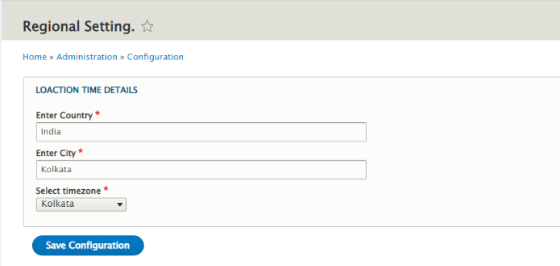 Regional Setting.
Home » Administration » Configuration
LOACTION TIME DETAILS
Enter Country *
India
Enter City *
Kolkata
Select timezone *
Kolkata
Save Configuration